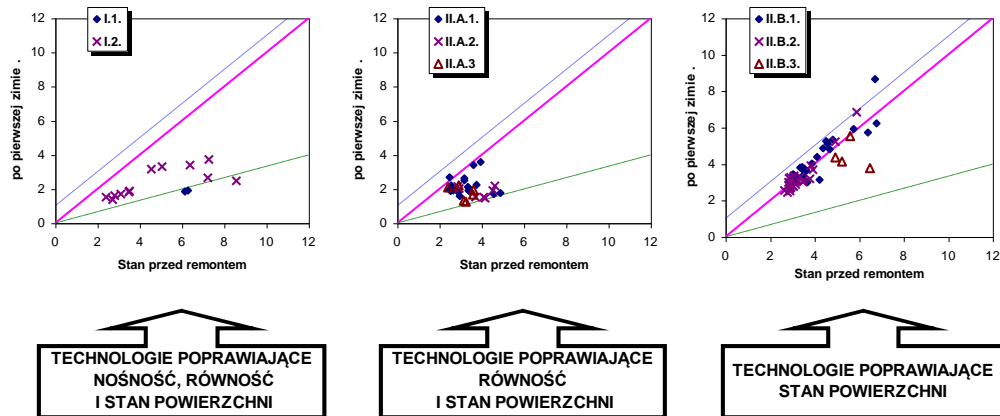 I.1.
I.2.
po pierwszej zimie .
12
10
8
6
4
2
0
0 2 4 6 8 10 12
Stan przed remontem
II.A.1.
II.A.2.
II.A.3
po pierwszej zimie .
12
10
8
6
4
2
0
0 2 4 6 8 10 12
Stan przed remontem
II.B.1.
II.B.2.
II.B.3.
po pierwszej zimie .
12
10
8
6
4
2
0
0 2 4 6 8 10 12
Stan przed remontem
TECHNOLOGIE POPRAWIAJĄCE
NOŚNOŚĆ, RÓWNOŚĆ
I STAN POWIERZCHNI
TECHNOLOGIE POPRAWIAJĄCE
RÓWNOŚĆ
I STAN POWIERZCHNI
TECHNOLOGIE POPRAWIAJĄCE
STAN POWIERZCHNI